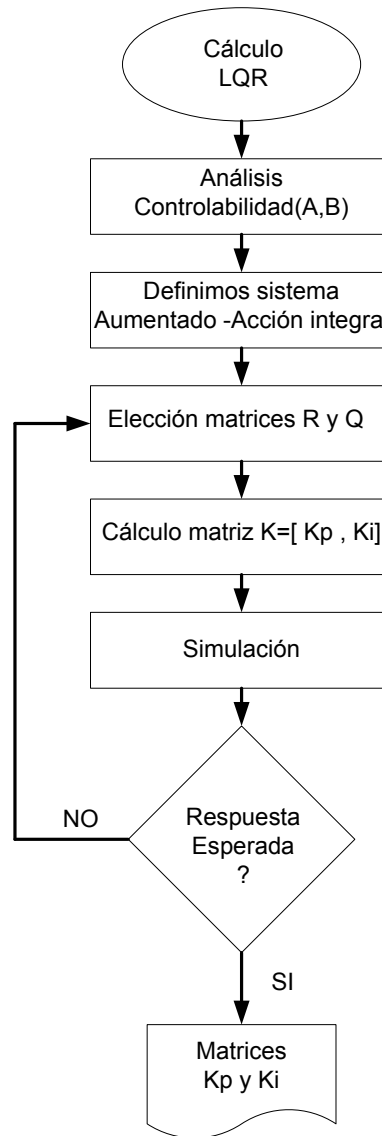 Cálculo
LQR
Análisis
Controlabilidad(A,B)
Definimos sistema
Aumentado -Acción integra
Elección matrices R y Q
Cálculo matriz K=[ Kp , Ki]
Simulación
Respuesta
Esperada
?
NO
SI
Matrices
Kp y Ki